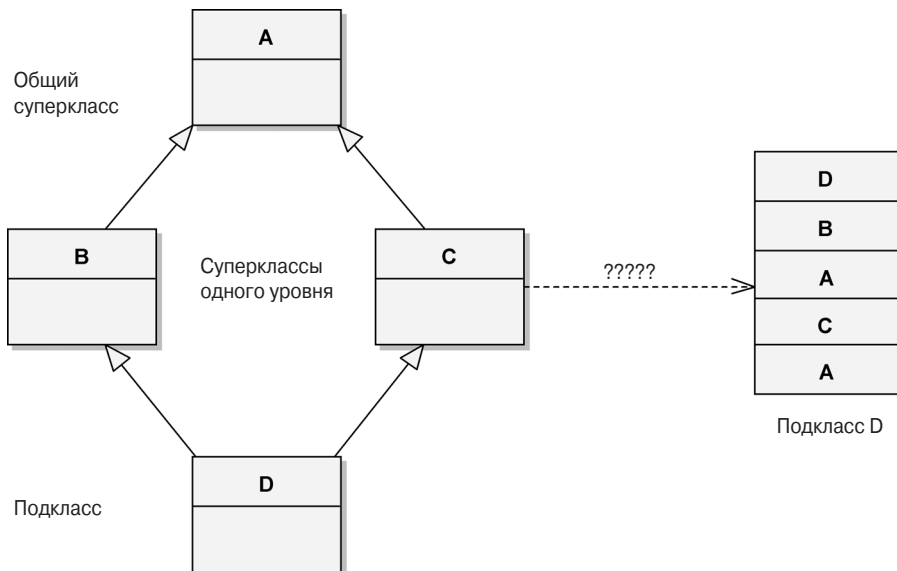 A
Общий
суперкласс
B
Суперклассы
одного уровня
C
?????
D
B
A
C
A
Подкласс D
D
Подкласс